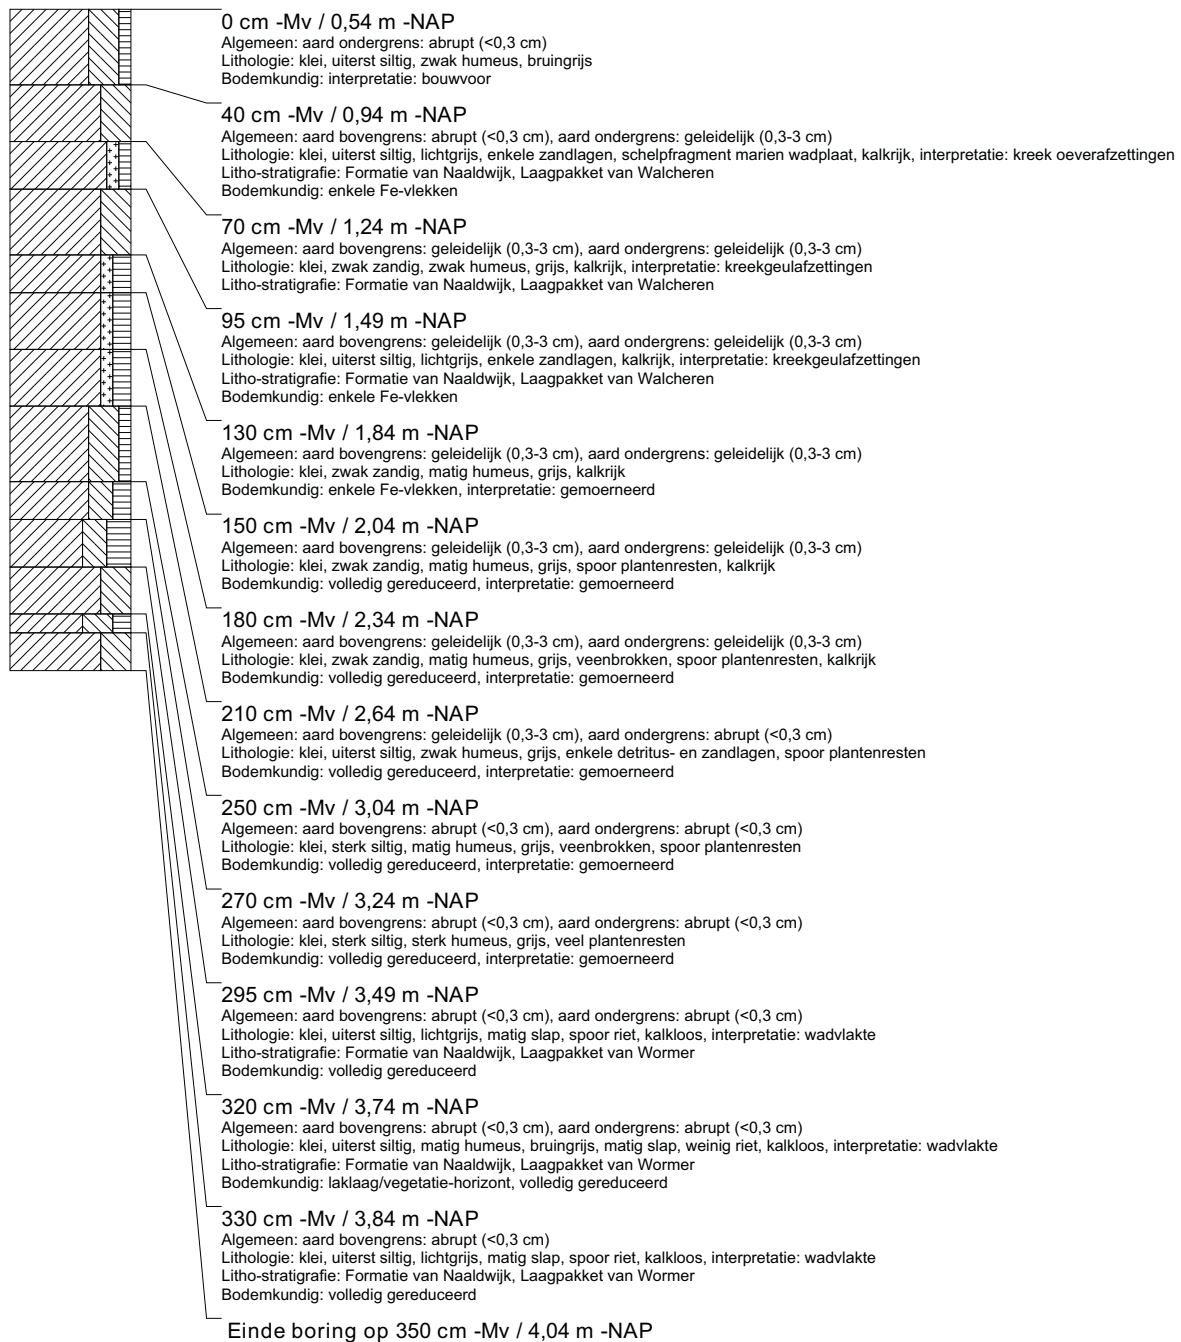 0 cm -Mv / 0,54 m -NAP
Algemeen: aard ondergrens: abrupt (<0,3 cm)
Lithologie: klei, uiterst siltig, zwak humeus, bruingrijs
Bodemkundig: interpretatie: bouwvoor
40 cm -Mv / 0,94 m -NAP
Algemeen: aard bovengrens: abrupt (<0,3 cm), aard ondergrens: geleidelijk (0,3-3 cm)
Lithologie: klei, uiterst siltig, lichtgrijs, enkele zandlagen, schelpfragment marien wadplaat, kalkrijk, interpretatie: kreek oeverafzettingen
Litho-stratigrafie: Formatie van Naaldwijk, Laagpakket van Walcheren
Bodemkundig: enkele Fe-vlekken
70 cm -Mv / 1,24 m -NAP
Algemeen: aard bovengrens: geleidelijk (0,3-3 cm), aard ondergrens: geleidelijk (0,3-3 cm)
Lithologie: klei, zwak zandig, zwak humeus, grijs, kalkrijk, interpretatie: kreekgeulafzettingen
Litho-stratigrafie: Formatie van Naaldwijk, Laagpakket van Walcheren
95 cm -Mv / 1,49 m -NAP
Algemeen: aard bovengrens: geleidelijk (0,3-3 cm), aard ondergrens: geleidelijk (0,3-3 cm)
Lithologie: klei, uiterst siltig, lichtgrijs, enkele zandlagen, kalkrijk, interpretatie: kreekgeulafzettingen
Litho-stratigrafie: Formatie van Naaldwijk, Laagpakket van Walcheren
Bodemkundig: enkele Fe-vlekken
130 cm -Mv / 1,84 m -NAP
Algemeen: aard bovengrens: geleidelijk (0,3-3 cm), aard ondergrens: geleidelijk (0,3-3 cm)
Lithologie: klei, zwak zandig, matig humeus, grijs, kalkrijk
Bodemkundig: enkele Fe-vlekken, interpretatie: gemoerneerd
150 cm -Mv / 2,04 m -NAP
Algemeen: aard bovengrens: geleidelijk (0,3-3 cm), aard ondergrens: geleidelijk (0,3-3 cm)
Lithologie: klei, zwak zandig, matig humeus, grijs, spoor plantenresten, kalkrijk
Bodemkundig: volledig gereduceerd, interpretatie: gemoerneerd
180 cm -Mv / 2,34 m -NAP
Algemeen: aard bovengrens: geleidelijk (0,3-3 cm), aard ondergrens: geleidelijk (0,3-3 cm)
Lithologie: klei, zwak zandig, matig humeus, grijs, veenbrokken, spoor plantenresten, kalkrijk
Bodemkundig: volledig gereduceerd, interpretatie: gemoerneerd
210 cm -Mv / 2,64 m -NAP
Algemeen: aard bovengrens: geleidelijk (0,3-3 cm), aard ondergrens: abrupt (<0,3 cm)
Lithologie: klei, uiterst siltig, zwak humeus, grijs, enkele detritus- en zandlagen, spoor plantenresten
Bodemkundig: volledig gereduceerd, interpretatie: gemoerneerd
250 cm -Mv / 3,04 m -NAP
Algemeen: aard bovengrens: abrupt (<0,3 cm), aard ondergrens: abrupt (<0,3 cm)
Lithologie: klei, sterk siltig, matig humeus, grijs, veenbrokken, spoor plantenresten
Bodemkundig: volledig gereduceerd, interpretatie: gemoerneerd
270 cm -Mv / 3,24 m -NAP
Algemeen: aard bovengrens: abrupt (<0,3 cm), aard ondergrens: abrupt (<0,3 cm)
Lithologie: klei, sterk siltig, sterk humeus, grijs, veel plantenresten
Bodemkundig: volledig gereduceerd, interpretatie: gemoerneerd
295 cm -Mv / 3,49 m -NAP
Algemeen: aard bovengrens: abrupt (<0,3 cm), aard ondergrens: abrupt (<0,3 cm)
Lithologie: klei, uiterst siltig, lichtgrijs, matig slap, spoor riet, kalkloos, interpretatie: wadvlakte
Litho-stratigrafie: Formatie van Naaldwijk, Laagpakket van Wormer
Bodemkundig: volledig gereduceerd
320 cm -Mv / 3,74 m -NAP
Algemeen: aard bovengrens: abrupt (<0,3 cm), aard ondergrens: abrupt (<0,3 cm)
Lithologie: klei, uiterst siltig, matig humeus, bruingrijs, matig slap, weinig riet, kalkloos, interpretatie: wadvlakte
Litho-stratigrafie: Formatie van Naaldwijk, Laagpakket van Wormer
Bodemkundig: laklaag/vegetatie-horizont, volledig gereduceerd
330 cm -Mv / 3,84 m -NAP
Algemeen: aard bovengrens: abrupt (<0,3 cm)
Lithologie: klei, uiterst siltig, lichtgrijs, matig slap, spoor riet, kalkloos, interpretatie: wadvlakte
Litho-stratigrafie: Formatie van Naaldwijk, Laagpakket van Wormer
Bodemkundig: volledig gereduceerd
Einde boring op 350 cm -Mv / 4,04 m -NAP